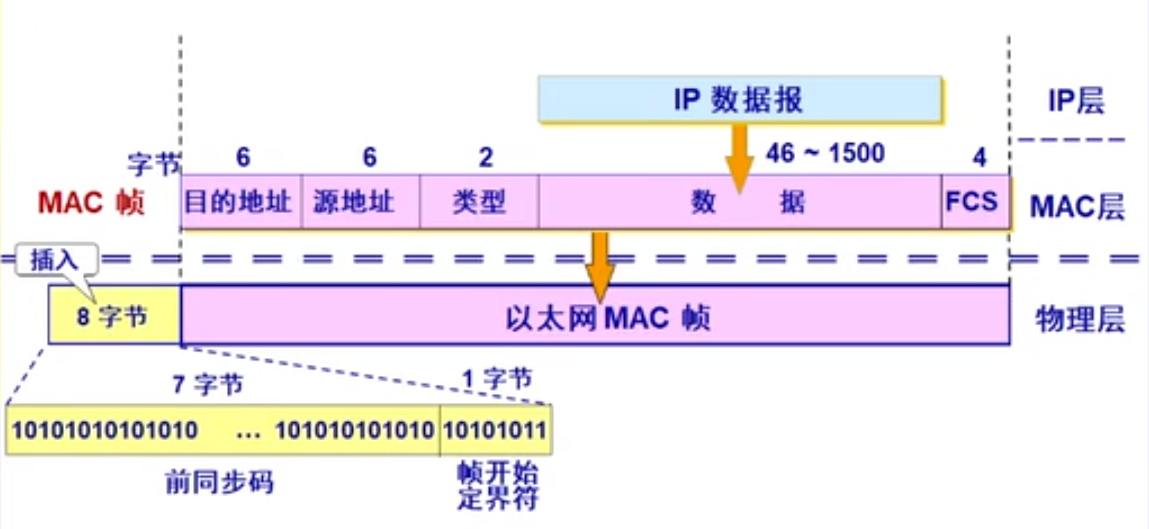 IP 数据报
IP层
字节
6
6
2
46 ~ 1500
4
MAC 帧
目的地址
源地址
类型
数 据
FCS
MAC层
插入
8 字节
以太网 MAC 帧
物理层
7 字节
1 字节
10101010101010 … 101010101010
10101011
前同步码
帧开始
定界符